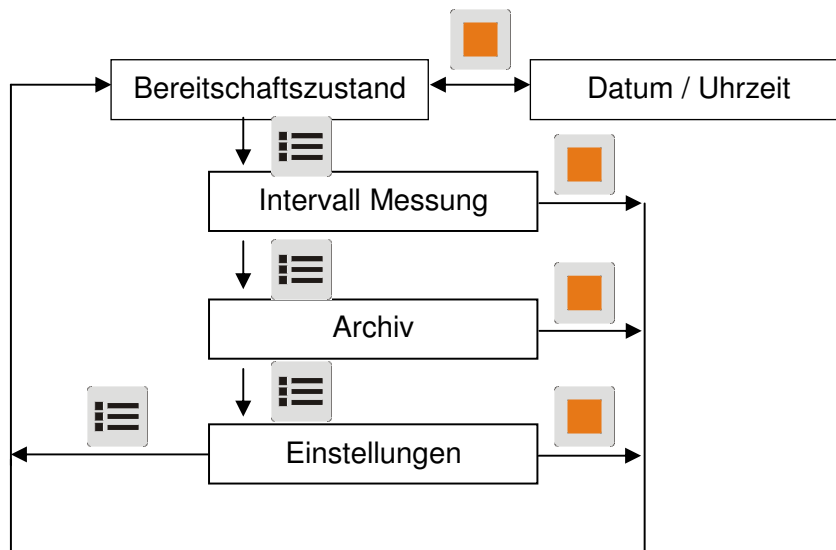 Bereitschaftszustand
Datum / Uhrzeit
Intervall Messung
Archiv
Einstellungen